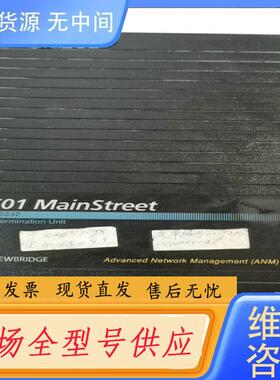 货源 无中间
01 MainStreet
ermination Unit
EWBRIDGE
Advanced Network Management (ANM)
发票 现货直发 售后无忧
场全型号供应
维
咨